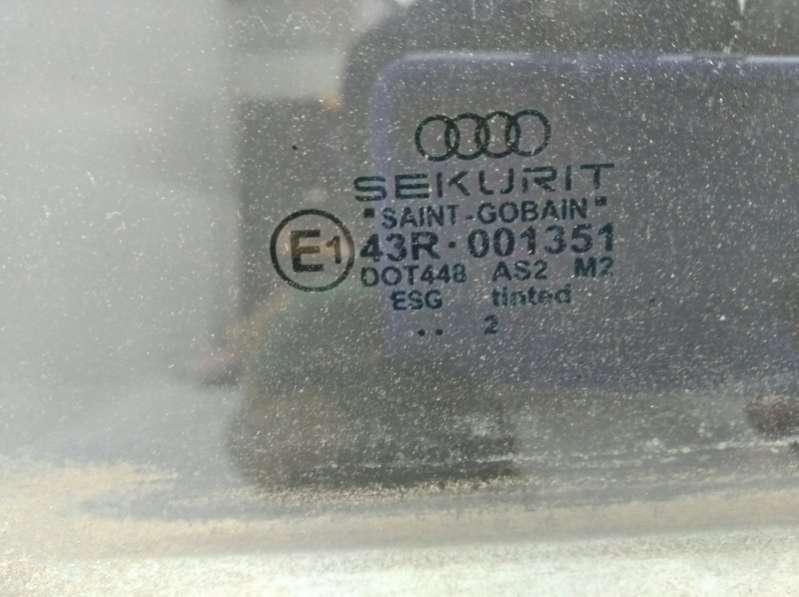 SEKURIT
"SAINT-GOBAIN"
E1 43R·001351
DOT448 AS2 M2
ESG tinted
.. 2